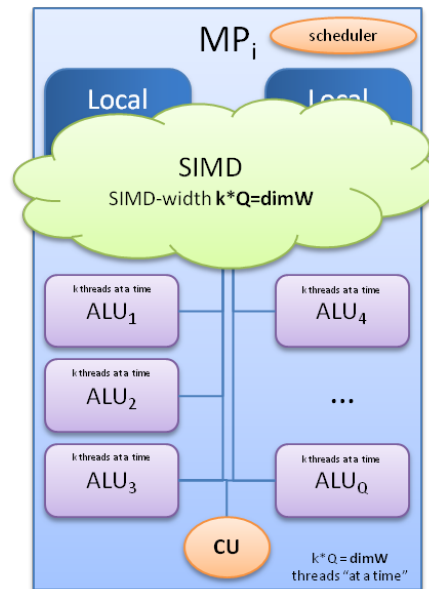 MPi
scheduler
Local
Local
SIMD
SIMD-width k*Q=dimW
k threads at a time
ALU1
k threads at a time
ALU4
k threads at a time
ALU2
...
k threads at a time
ALU3
k threads at a time
ALUQ
CU
k*Q = dimW
threads "at a time"